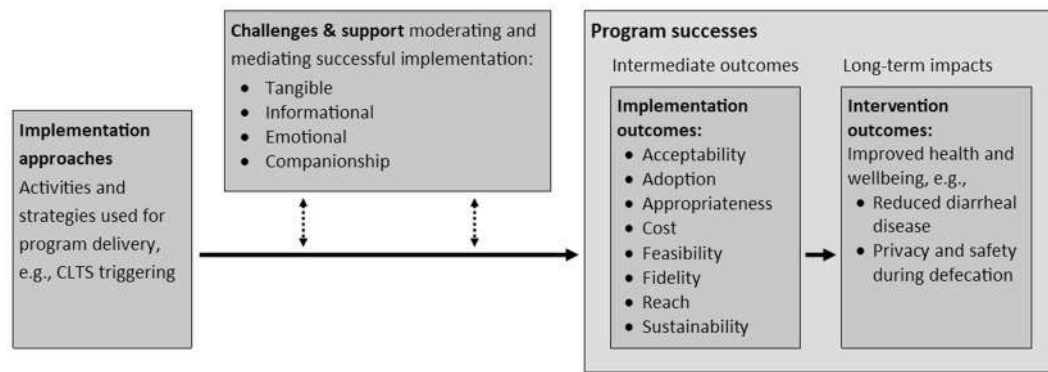 Implementation
approaches
Activities and
strategies used for
program delivery,
e.g., CLTS triggering
Challenges & support moderating and
mediating successful implementation:
• Tangible
• Informational
• Emotional
• Companionship
Program successes
Intermediate outcomes
Implementation
outcomes:
• Acceptability
• Adoption
• Appropriateness
• Cost
• Feasibility
• Fidelity
• Reach
• Sustainability
Long-term impacts
Intervention
outcomes:
Improved health and
wellbeing, e.g.,
• Reduced diarrheal
disease
• Privacy and safety
during defecation